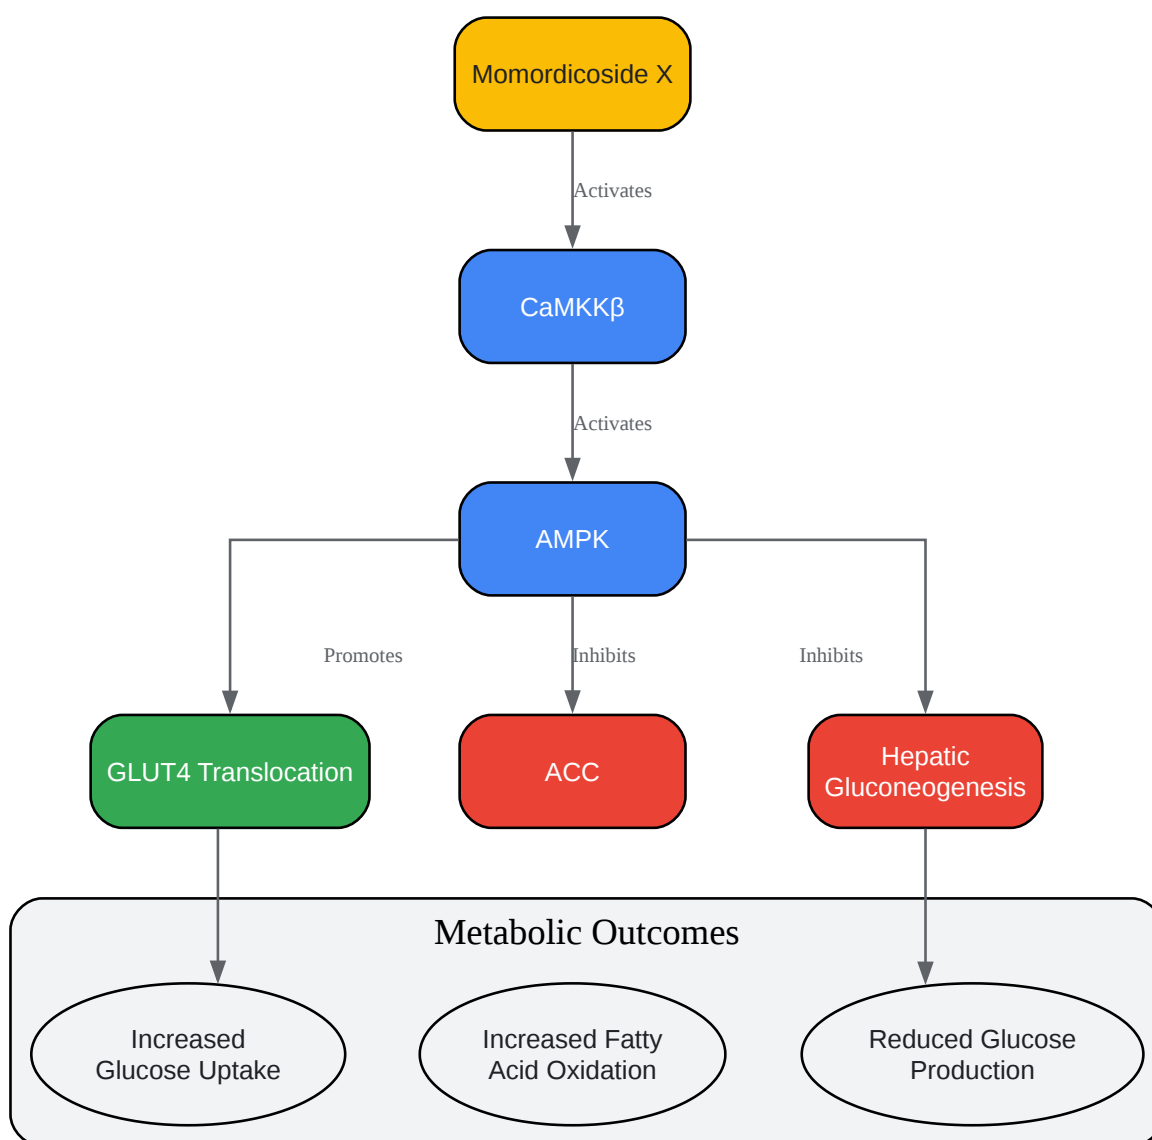 Momordicoside X
Activates
CaMKKβ
Activates
AMPK
Promotes
Inhibits
Inhibits
GLUT4 Translocation
ACC
Hepatic
Gluconeogenesis
Metabolic Outcomes
Increased
Glucose Uptake
Increased Fatty
Acid Oxidation
Reduced Glucose
Production